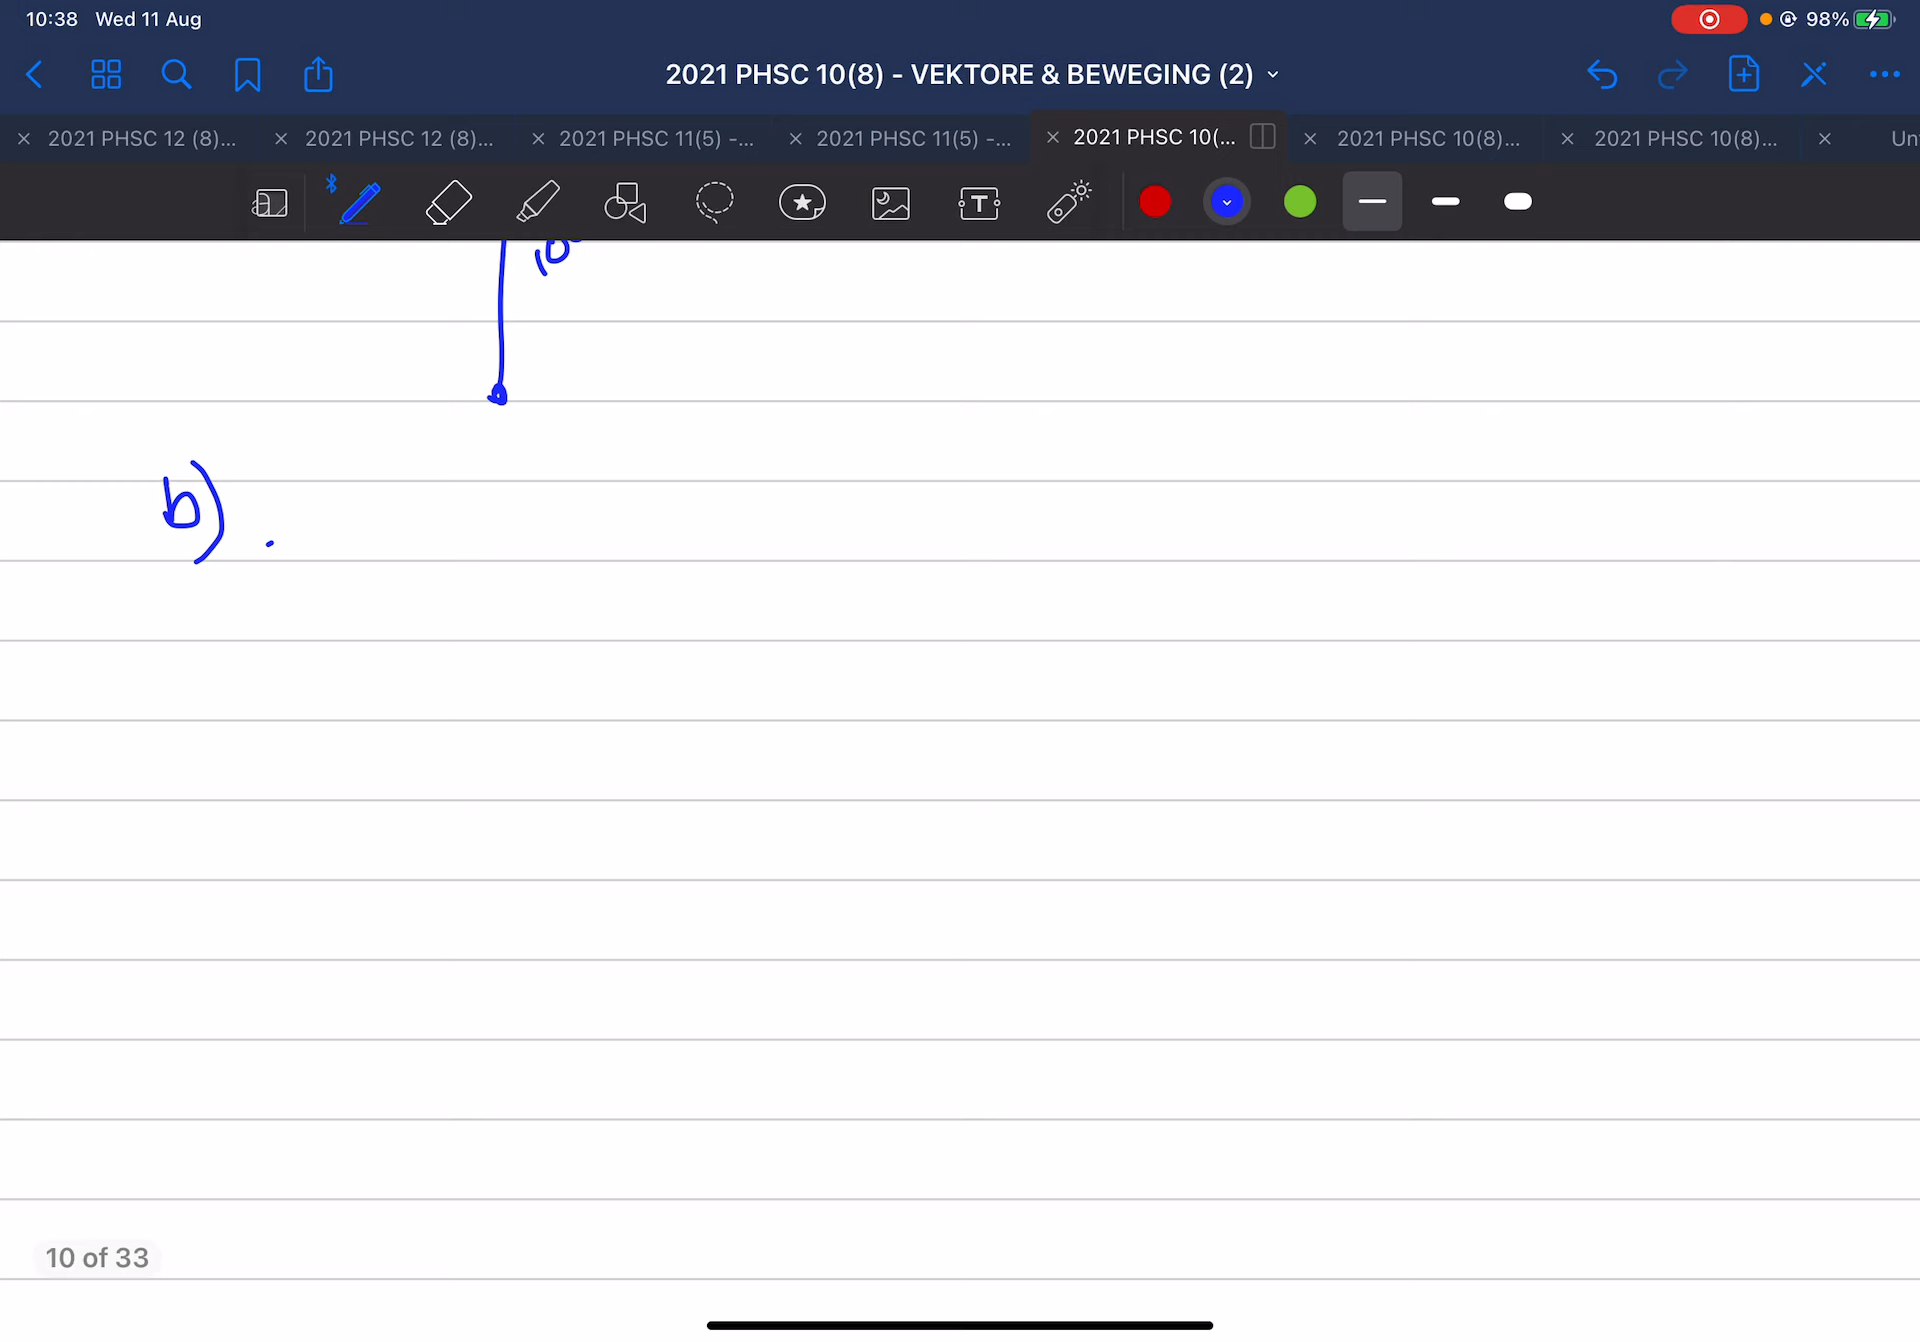 10:38 Wed 11 Aug 98%
2021 PHSC 10(8) - VEKTORE & BEWEGING (2)
2021 PHSC 12 (8)... 2021 PHSC 12 (8)... 2021 PHSC 11(5) -... 2021 PHSC 11(5) -... 2021 PHSC 10(... 2021 PHSC 10(8)... 2021 PHSC 10(8)... Un
T
b) .
10 of 33